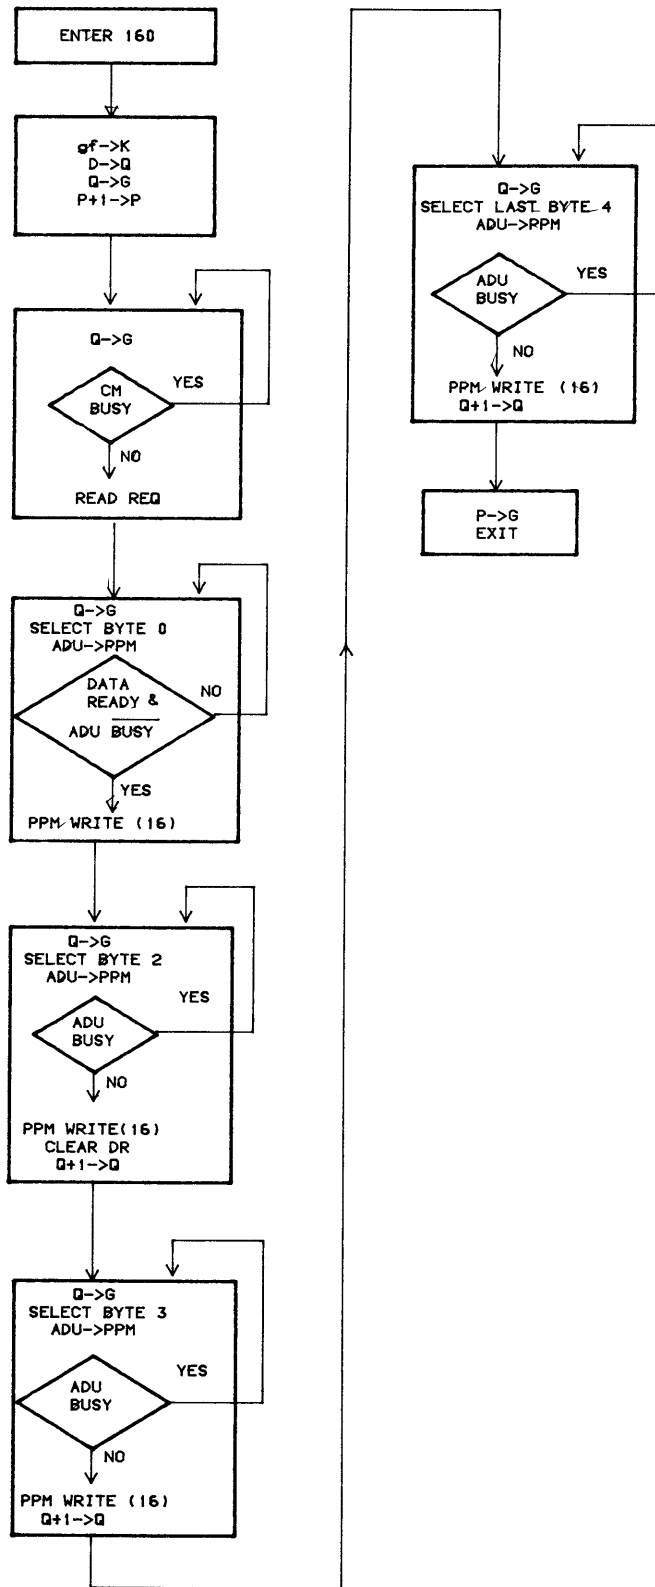 ENTER 160
gf->K
D->Q
Q->G
P+1->P
Q->G
CM
BUSY
YES
NO
READ REQ
Q->G
SELECT BYTE 0
ADU->PPM
DATA
READY &
ADU BUSY
NO
YES
PPM WRITE (16)
Q->G
SELECT BYTE 2
ADU->PPM
YES
ADU
BUSY
NO
PPM WRITE(16)
CLEAR DR
Q+1->Q
Q->G
SELECT BYTE 3
ADU->PPM
YES
ADU
BUSY
NO
PPM WRITE (16)
Q+1->Q
Q->G
SELECT LAST BYTE 4
ADU->PPM
ADU
BUSY
YES
NO
PPM WRITE (16)
Q+1->Q
P->G
EXIT